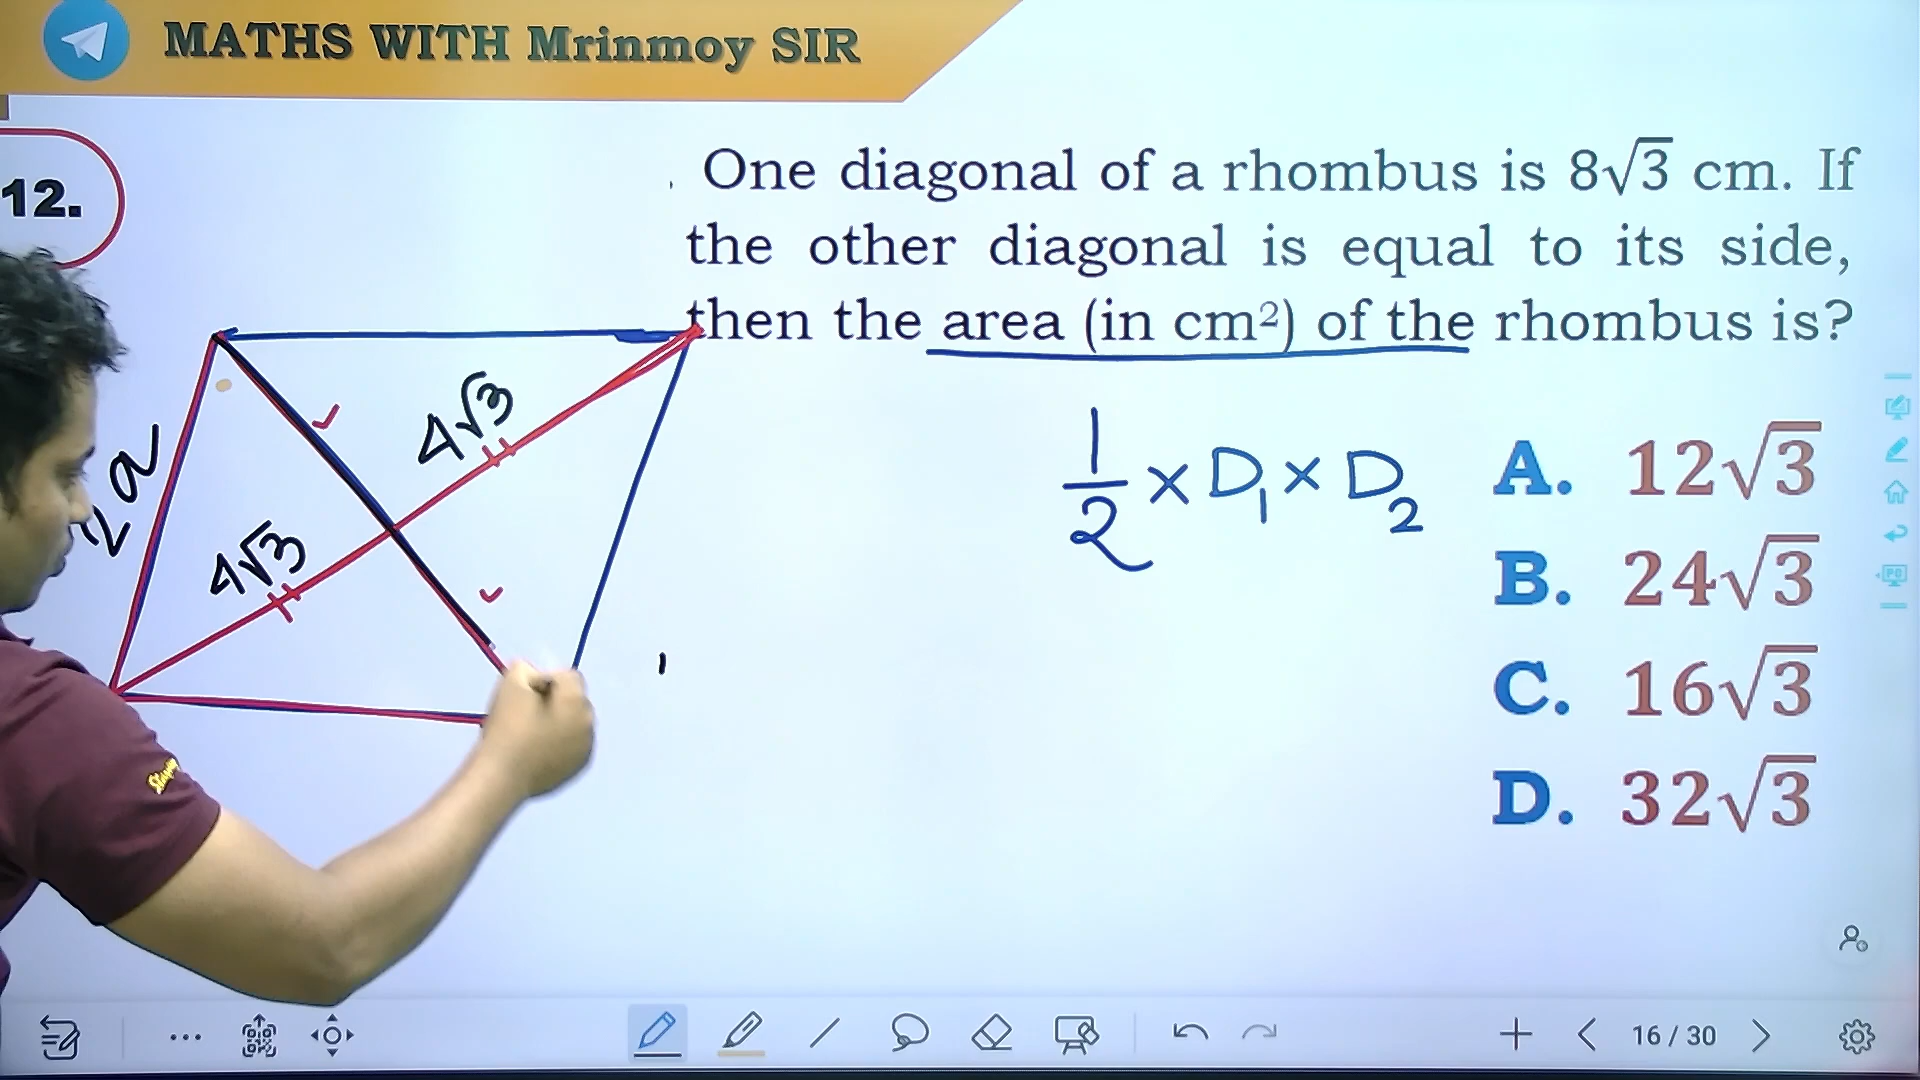 MATHS WITH Mrinmoy SIR
12.
One diagonal of a rhombus is 8√3 cm. If
the other diagonal is equal to its side,
then the area (in cm²) of the rhombus is?
2a
4√3
4√3
1/2 × D₁ × D₂
A. 12√3
B. 24√3
C. 16√3
D. 32√3
16 / 30